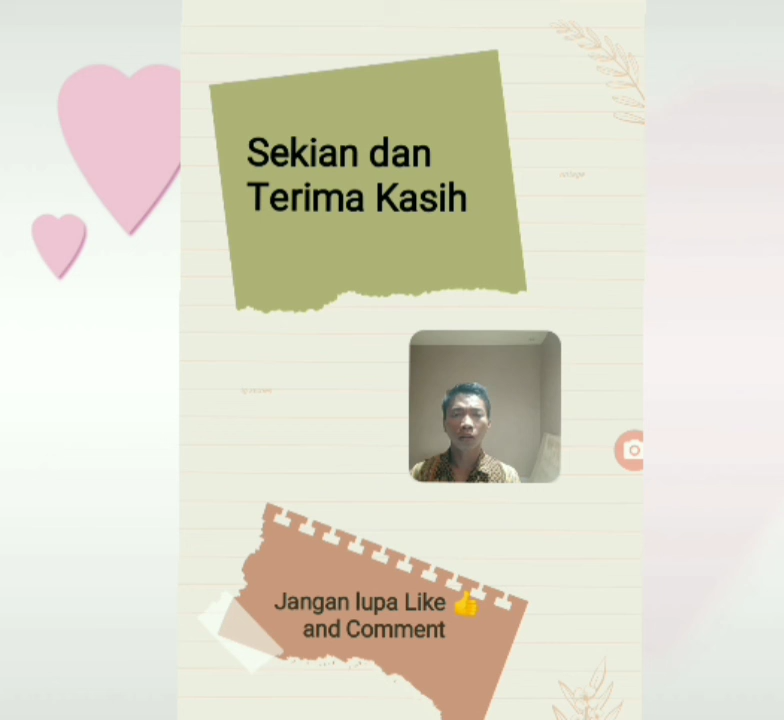 Sekian dan
Terima Kasih
Jangan lupa Like 👍
and Comment